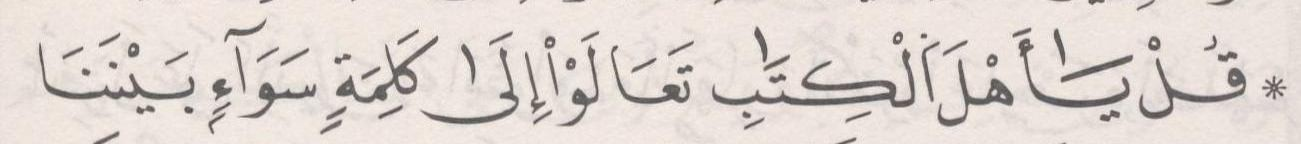 * قُلْ يَٰٓأَهْلَ ٱلْكِتَٰبِ تَعَالَوْا۟ إِلَىٰ كَلِمَةٍ سَوَآءٍۭ بَيْنَنَا